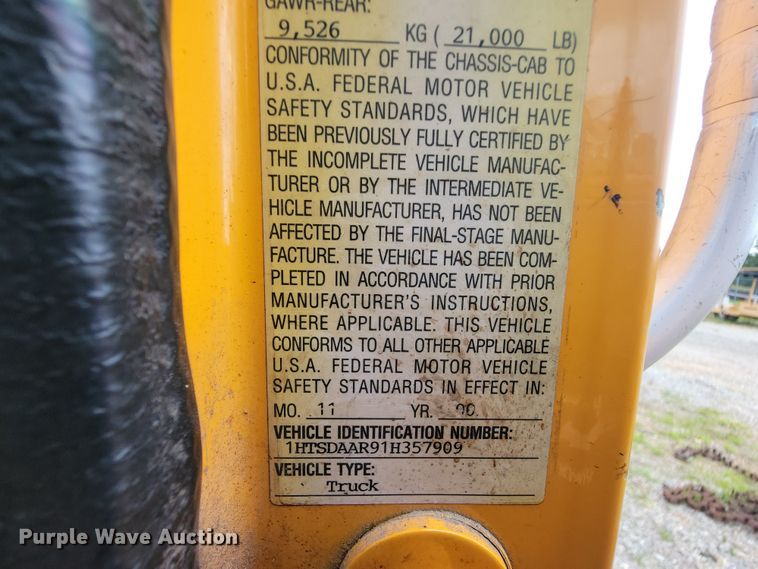 GAWR-REAR:
9,526 KG ( 21,000 LB)
CONFORMITY OF THE CHASSIS-CAB TO
U.S.A. FEDERAL MOTOR VEHICLE
SAFETY STANDARDS, WHICH HAVE
BEEN PREVIOUSLY FULLY CERTIFIED BY
THE INCOMPLETE VEHICLE MANUFAC-
TURER OR BY THE INTERMEDIATE VE-
HICLE MANUFACTURER, HAS NOT BEEN
AFFECTED BY THE FINAL-STAGE MANU-
FACTURE. THE VEHICLE HAS BEEN COM-
PLETED IN ACCORDANCE WITH PRIOR
MANUFACTURER'S INSTRUCTIONS,
WHERE APPLICABLE. THIS VEHICLE
CONFORMS TO ALL OTHER APPLICABLE
U.S.A. FEDERAL MOTOR VEHICLE
SAFETY STANDARDS IN EFFECT IN:
MO. 11 YR. 00
VEHICLE IDENTIFICATION NUMBER:
1HTSDAAR91H357909
VEHICLE TYPE:
Truck
Purple Wave Auction